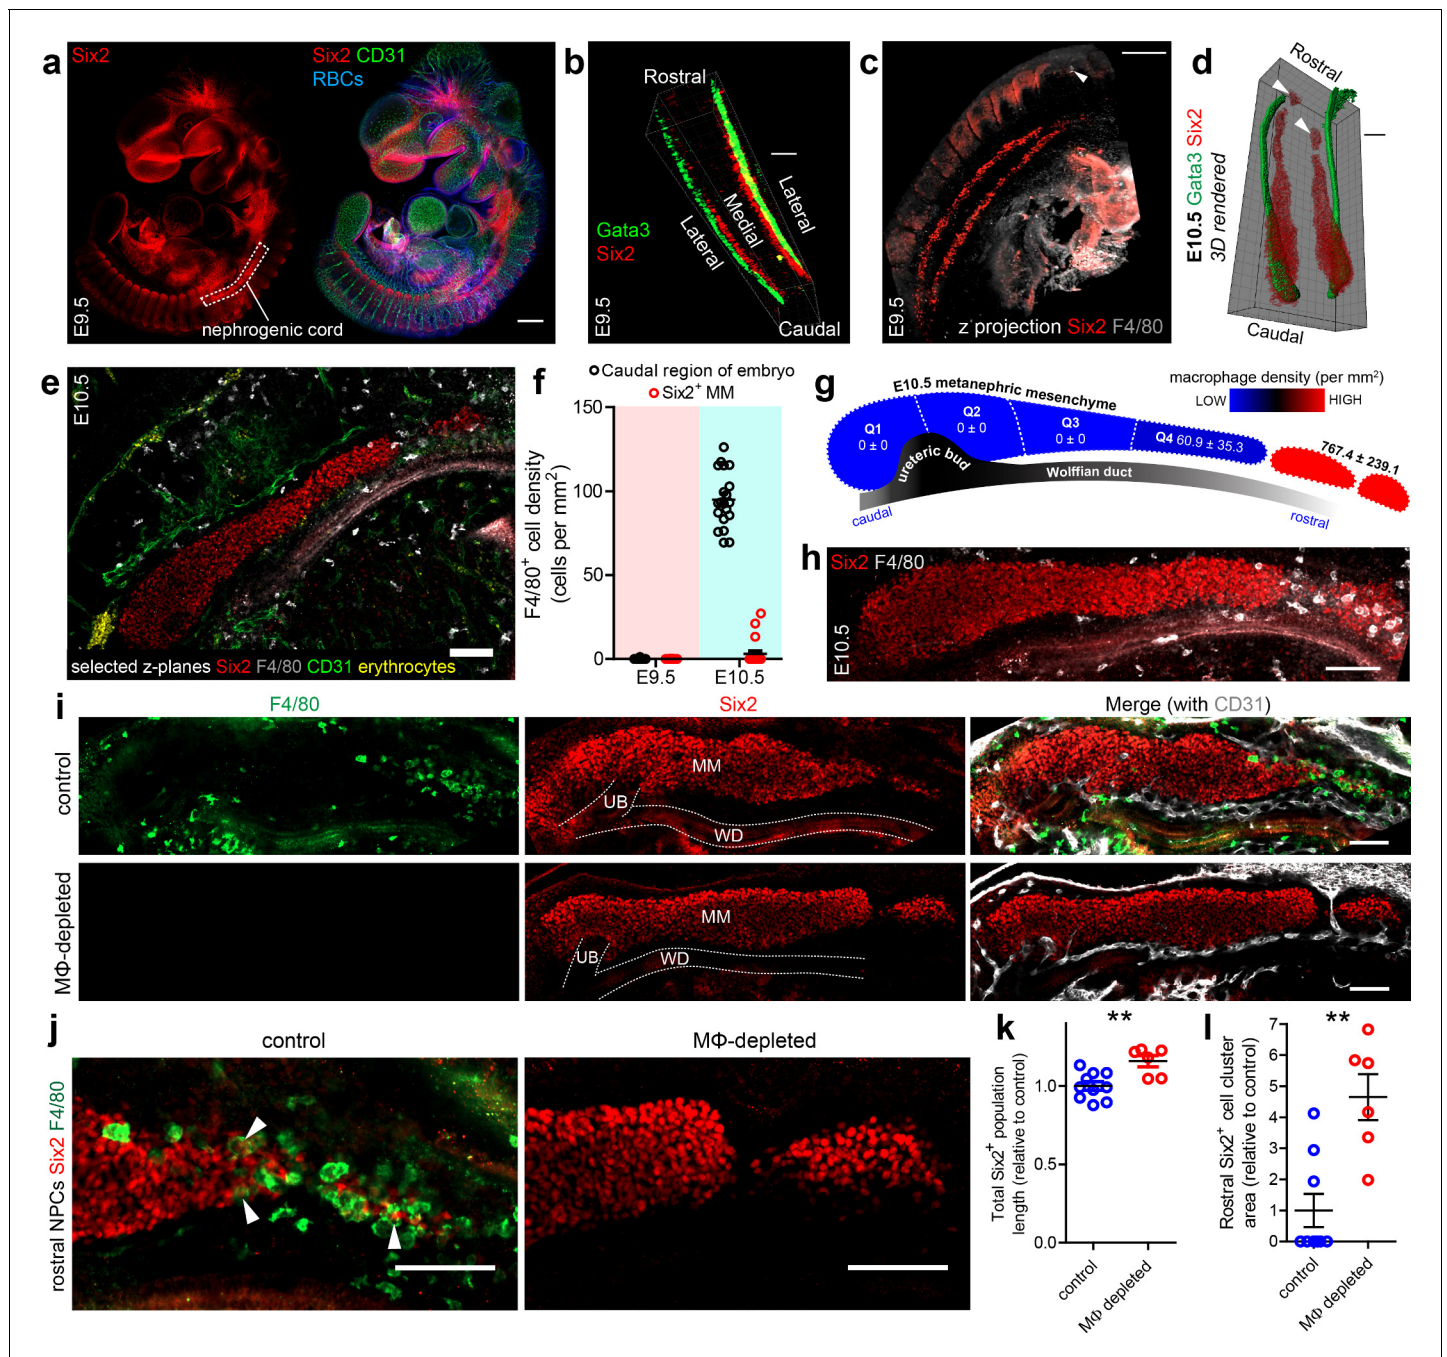 a
Six2
Six2 CD31
RBCs
E9.5
nephrogenic cord
b
Rostral
Gata3
Six2
Lateral
Medial
Lateral
Caudal
c
E9.5
z projection Six2 F4/80
d
Rostral
E10.5 Gata3 Six2
3D rendered
Caudal
e
E10.5
selected z-planes Six2 F4/80 CD31 erythrocytes
f
Caudal region of embryo
Six2⁺ MM
F4/80⁺ cell density
(cells per mm²)
150
100
50
0
E9.5
E10.5
g
macrophage density (per mm²)
LOW
HIGH
E10.5 metanephric mesenchyme
Q1
0 ± 0
Q2
0 ± 0
Q3
0 ± 0
Q4 60.9 ± 35.3
767.4 ± 239.1
ureteric bud
Wolffian duct
caudal
rostral
h
Six2 F4/80
E10.5
i
F4/80
Six2
Merge (with CD31)
control
MM
UB
WD
MΦ-depleted
MM
UB
WD
j
control
MΦ-depleted
rostral NPCs Six2 F4/80
k
**
Total Six2⁺ population
length (relative to control)
1.0
0.5
0.0
control
MΦ depleted
l
**
Rostral Six2⁺ cell cluster
area (relative to control)
7
6
5
4
3
2
1
0
control
MΦ depleted